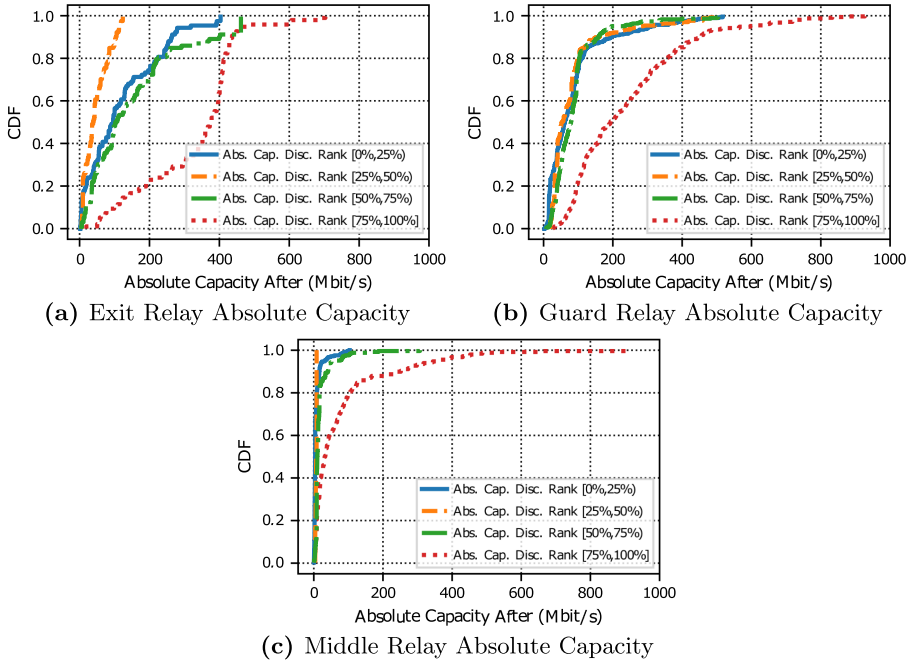 1.0
0.8
0.6
0.4
0.2
0.0
CDF
Abs. Cap. Disc. Rank [0%,25%)
Abs. Cap. Disc. Rank [25%,50%)
Abs. Cap. Disc. Rank [50%,75%)
Abs. Cap. Disc. Rank [75%,100%]
0 200 400 600 800 1000
Absolute Capacity After (Mbit/s)
(a) Exit Relay Absolute Capacity
1.0
0.8
0.6
0.4
0.2
0.0
CDF
Abs. Cap. Disc. Rank [0%,25%)
Abs. Cap. Disc. Rank [25%,50%)
Abs. Cap. Disc. Rank [50%,75%)
Abs. Cap. Disc. Rank [75%,100%]
0 200 400 600 800 1000
Absolute Capacity After (Mbit/s)
(b) Guard Relay Absolute Capacity
1.0
0.8
0.6
0.4
0.2
0.0
CDF
Abs. Cap. Disc. Rank [0%,25%)
Abs. Cap. Disc. Rank [25%,50%)
Abs. Cap. Disc. Rank [50%,75%)
Abs. Cap. Disc. Rank [75%,100%]
0 200 400 600 800 1000
Absolute Capacity After (Mbit/s)
(c) Middle Relay Absolute Capacity